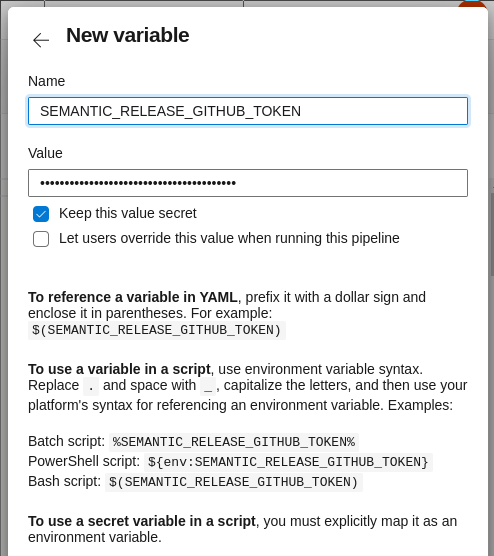 New variable
Name
SEMANTIC_RELEASE_GITHUB_TOKEN
Value
••••••••••••••••••••••••••••••••••••••••
Keep this value secret
Let users override this value when running this pipeline
To reference a variable in YAML, prefix it with a dollar sign and
enclose it in parentheses. For example:
$(SEMANTIC_RELEASE_GITHUB_TOKEN)
To use a variable in a script, use environment variable syntax.
Replace . and space with _ , capitalize the letters, and then use your
platform's syntax for referencing an environment variable. Examples:
Batch script: %SEMANTIC_RELEASE_GITHUB_TOKEN%
PowerShell script: ${env:SEMANTIC_RELEASE_GITHUB_TOKEN}
Bash script: $(SEMANTIC_RELEASE_GITHUB_TOKEN)
To use a secret variable in a script, you must explicitly map it as an
environment variable.